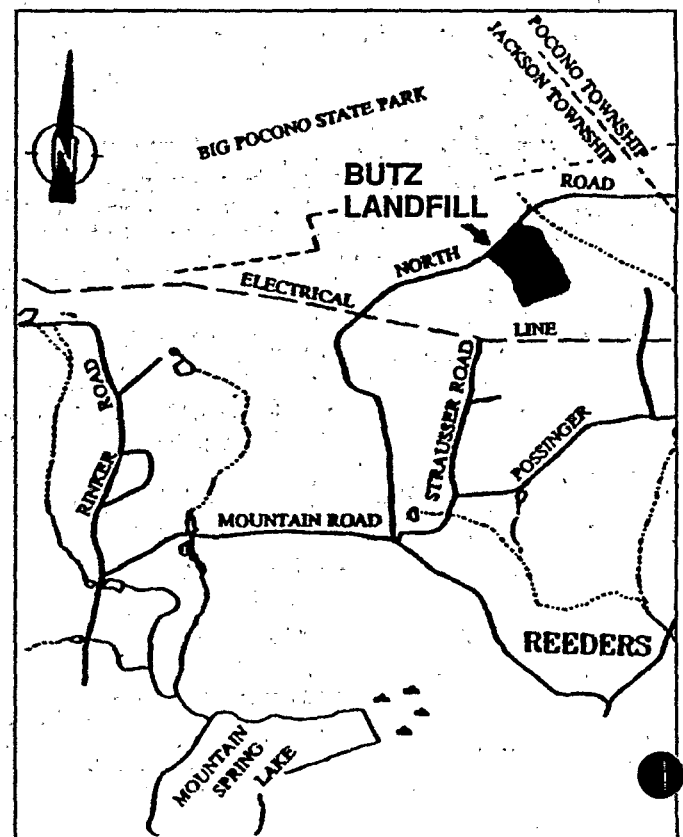 POCONO TOWNSHIP
JACKSON TOWNSHIP
BIG POCONO STATE PARK
BUTZ
LANDFILL
ROAD
NORTH
ELECTRICAL
LINE
ROAD
RINKER
STRAUSSER ROAD
POSSINGER
MOUNTAIN ROAD
REEDERS
MOUNTAIN
SPRING
LAKE
N